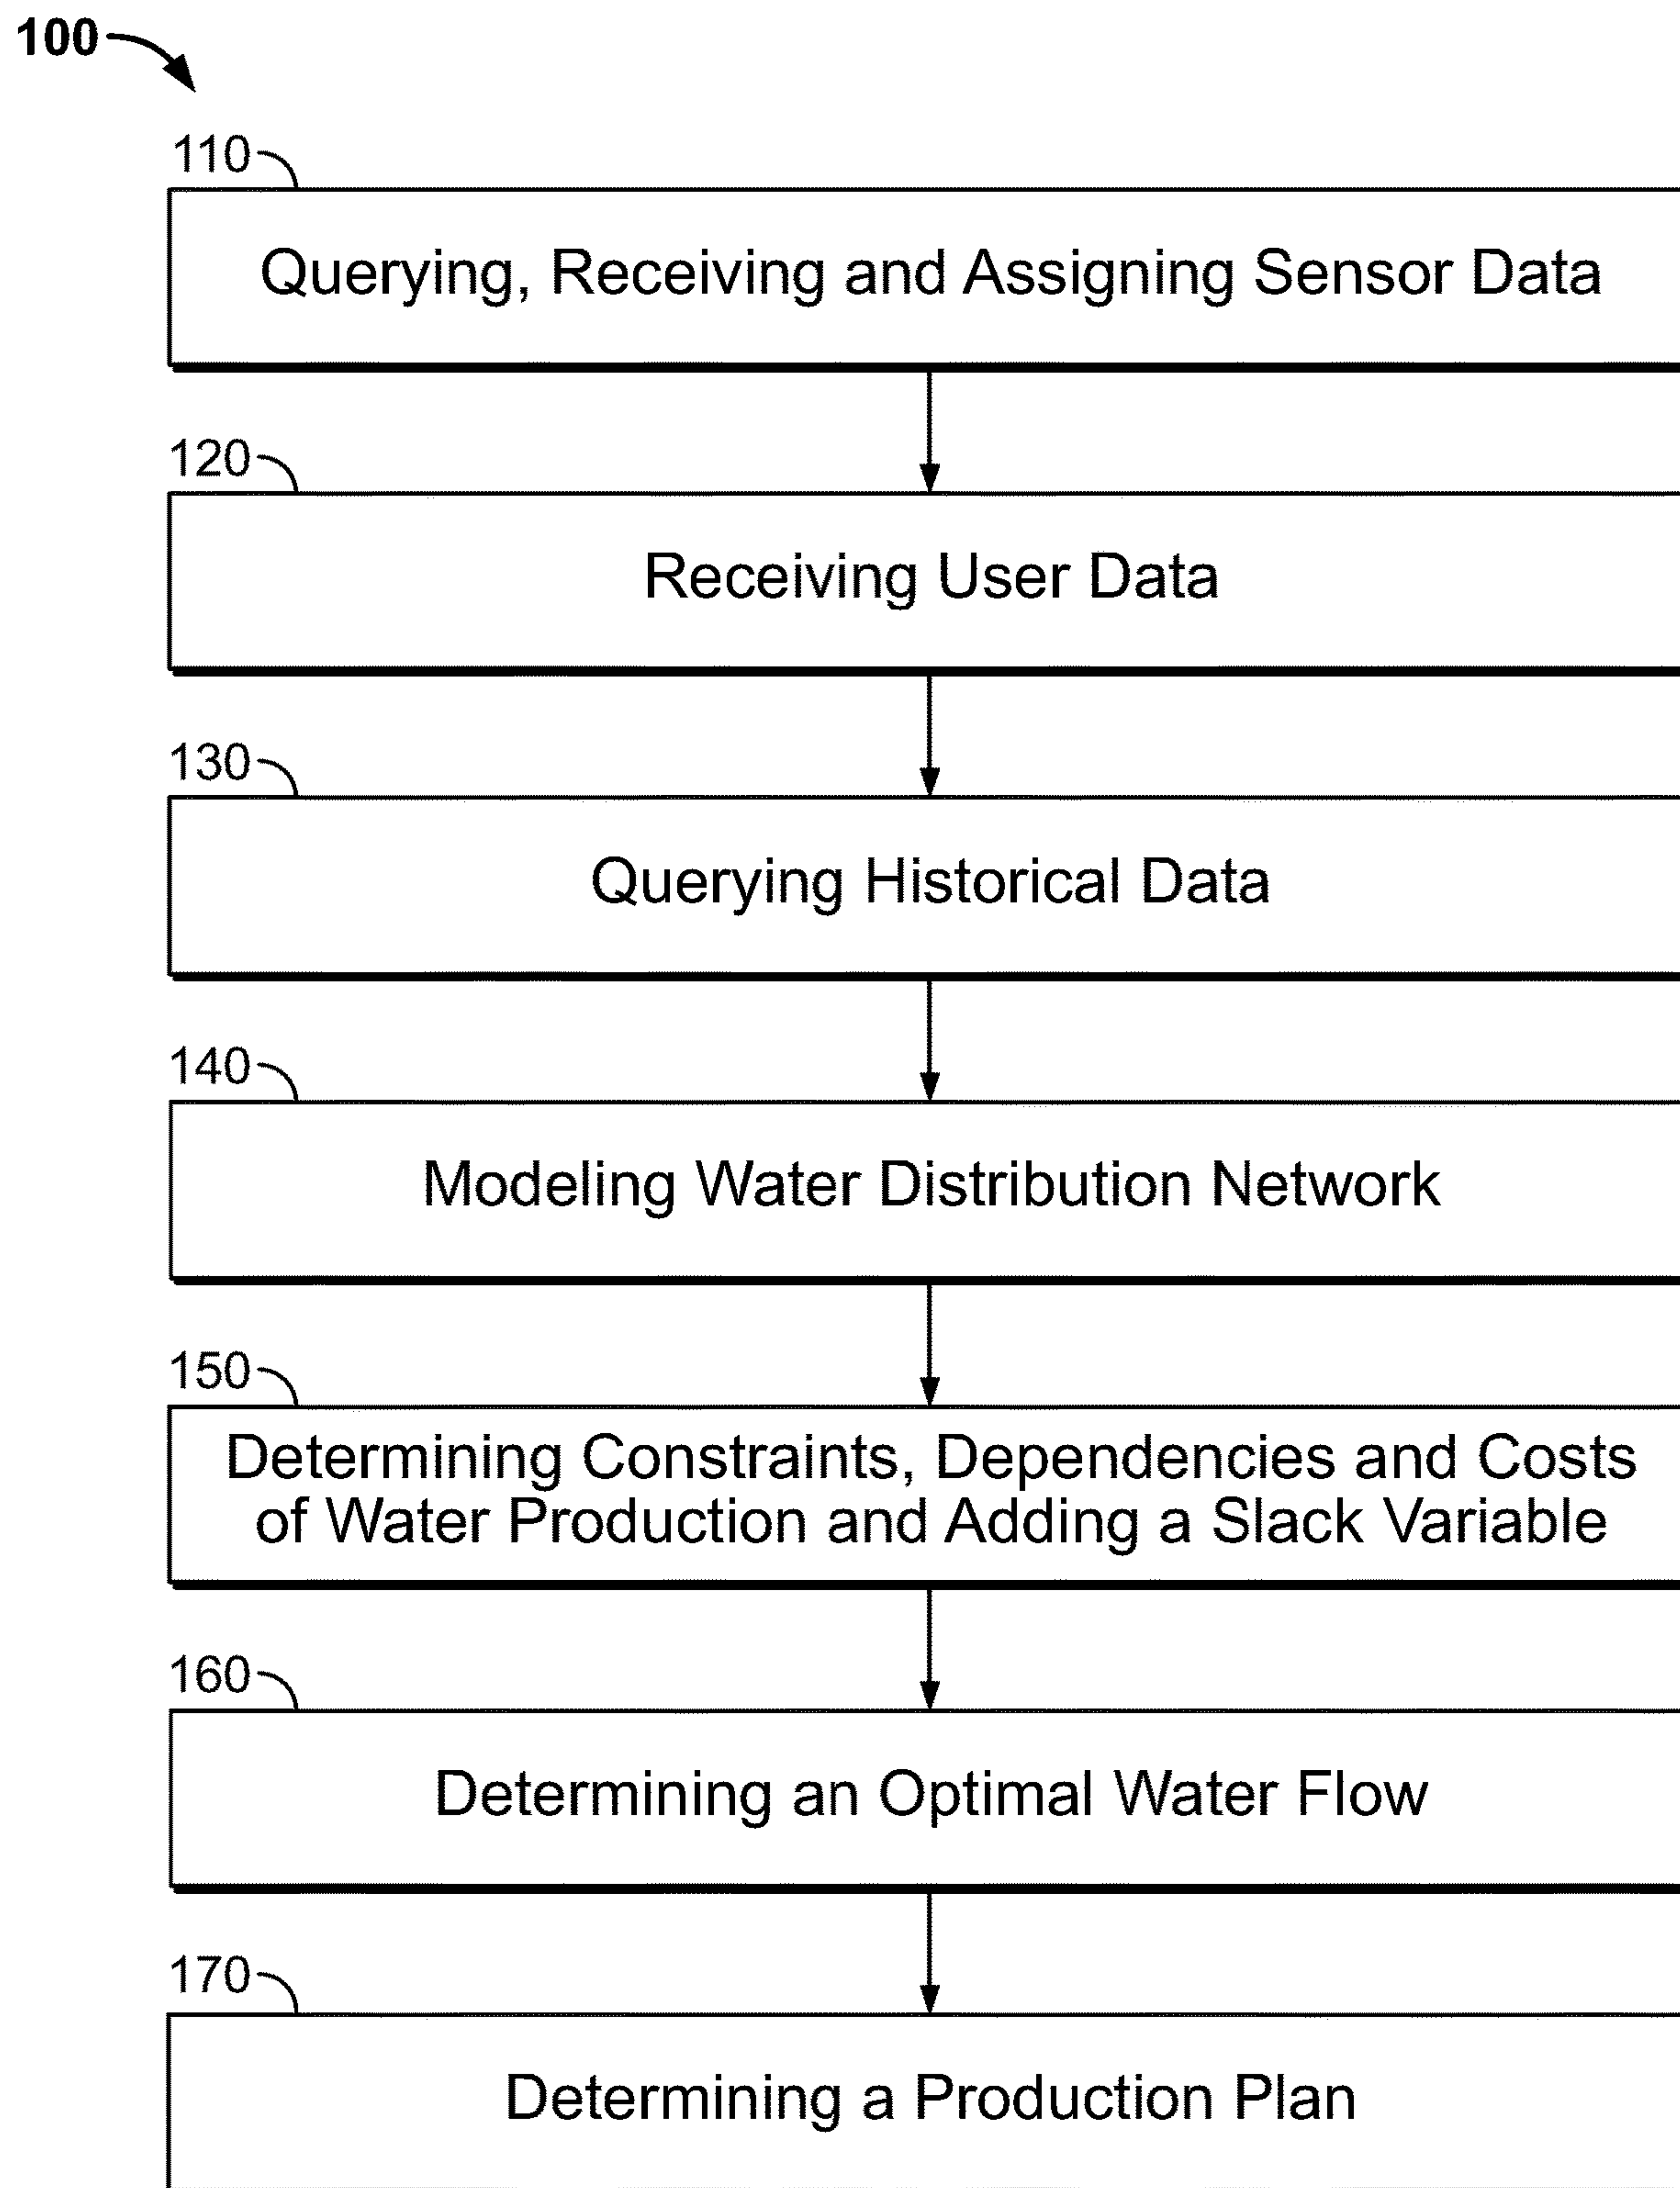 100
110
Querying, Receiving and Assigning Sensor Data
120
Receiving User Data
130
Querying Historical Data
140
Modeling Water Distribution Network
150
Determining Constraints, Dependencies and Costs
of Water Production and Adding a Slack Variable
160
Determining an Optimal Water Flow
170
Determining a Production Plan